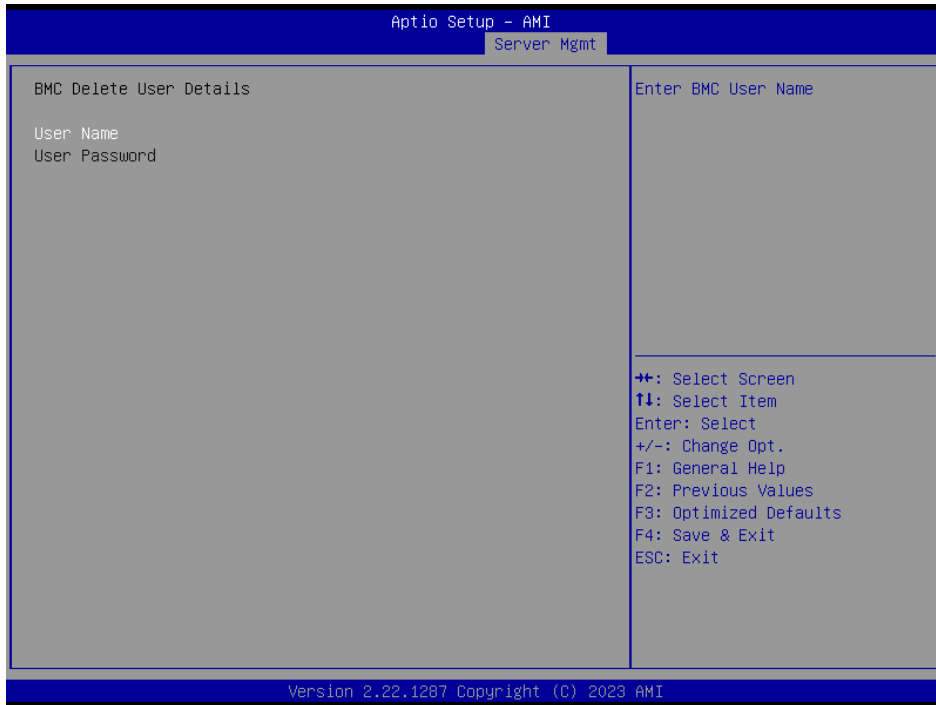 Aptio Setup – AMI
Server Mgmt
BMC Delete User Details
User Name
User Password
Enter BMC User Name
→←: Select Screen
↑↓: Select Item
Enter: Select
+/-: Change Opt.
F1: General Help
F2: Previous Values
F3: Optimized Defaults
F4: Save & Exit
ESC: Exit
Version 2.22.1287 Copyright (C) 2023 AMI